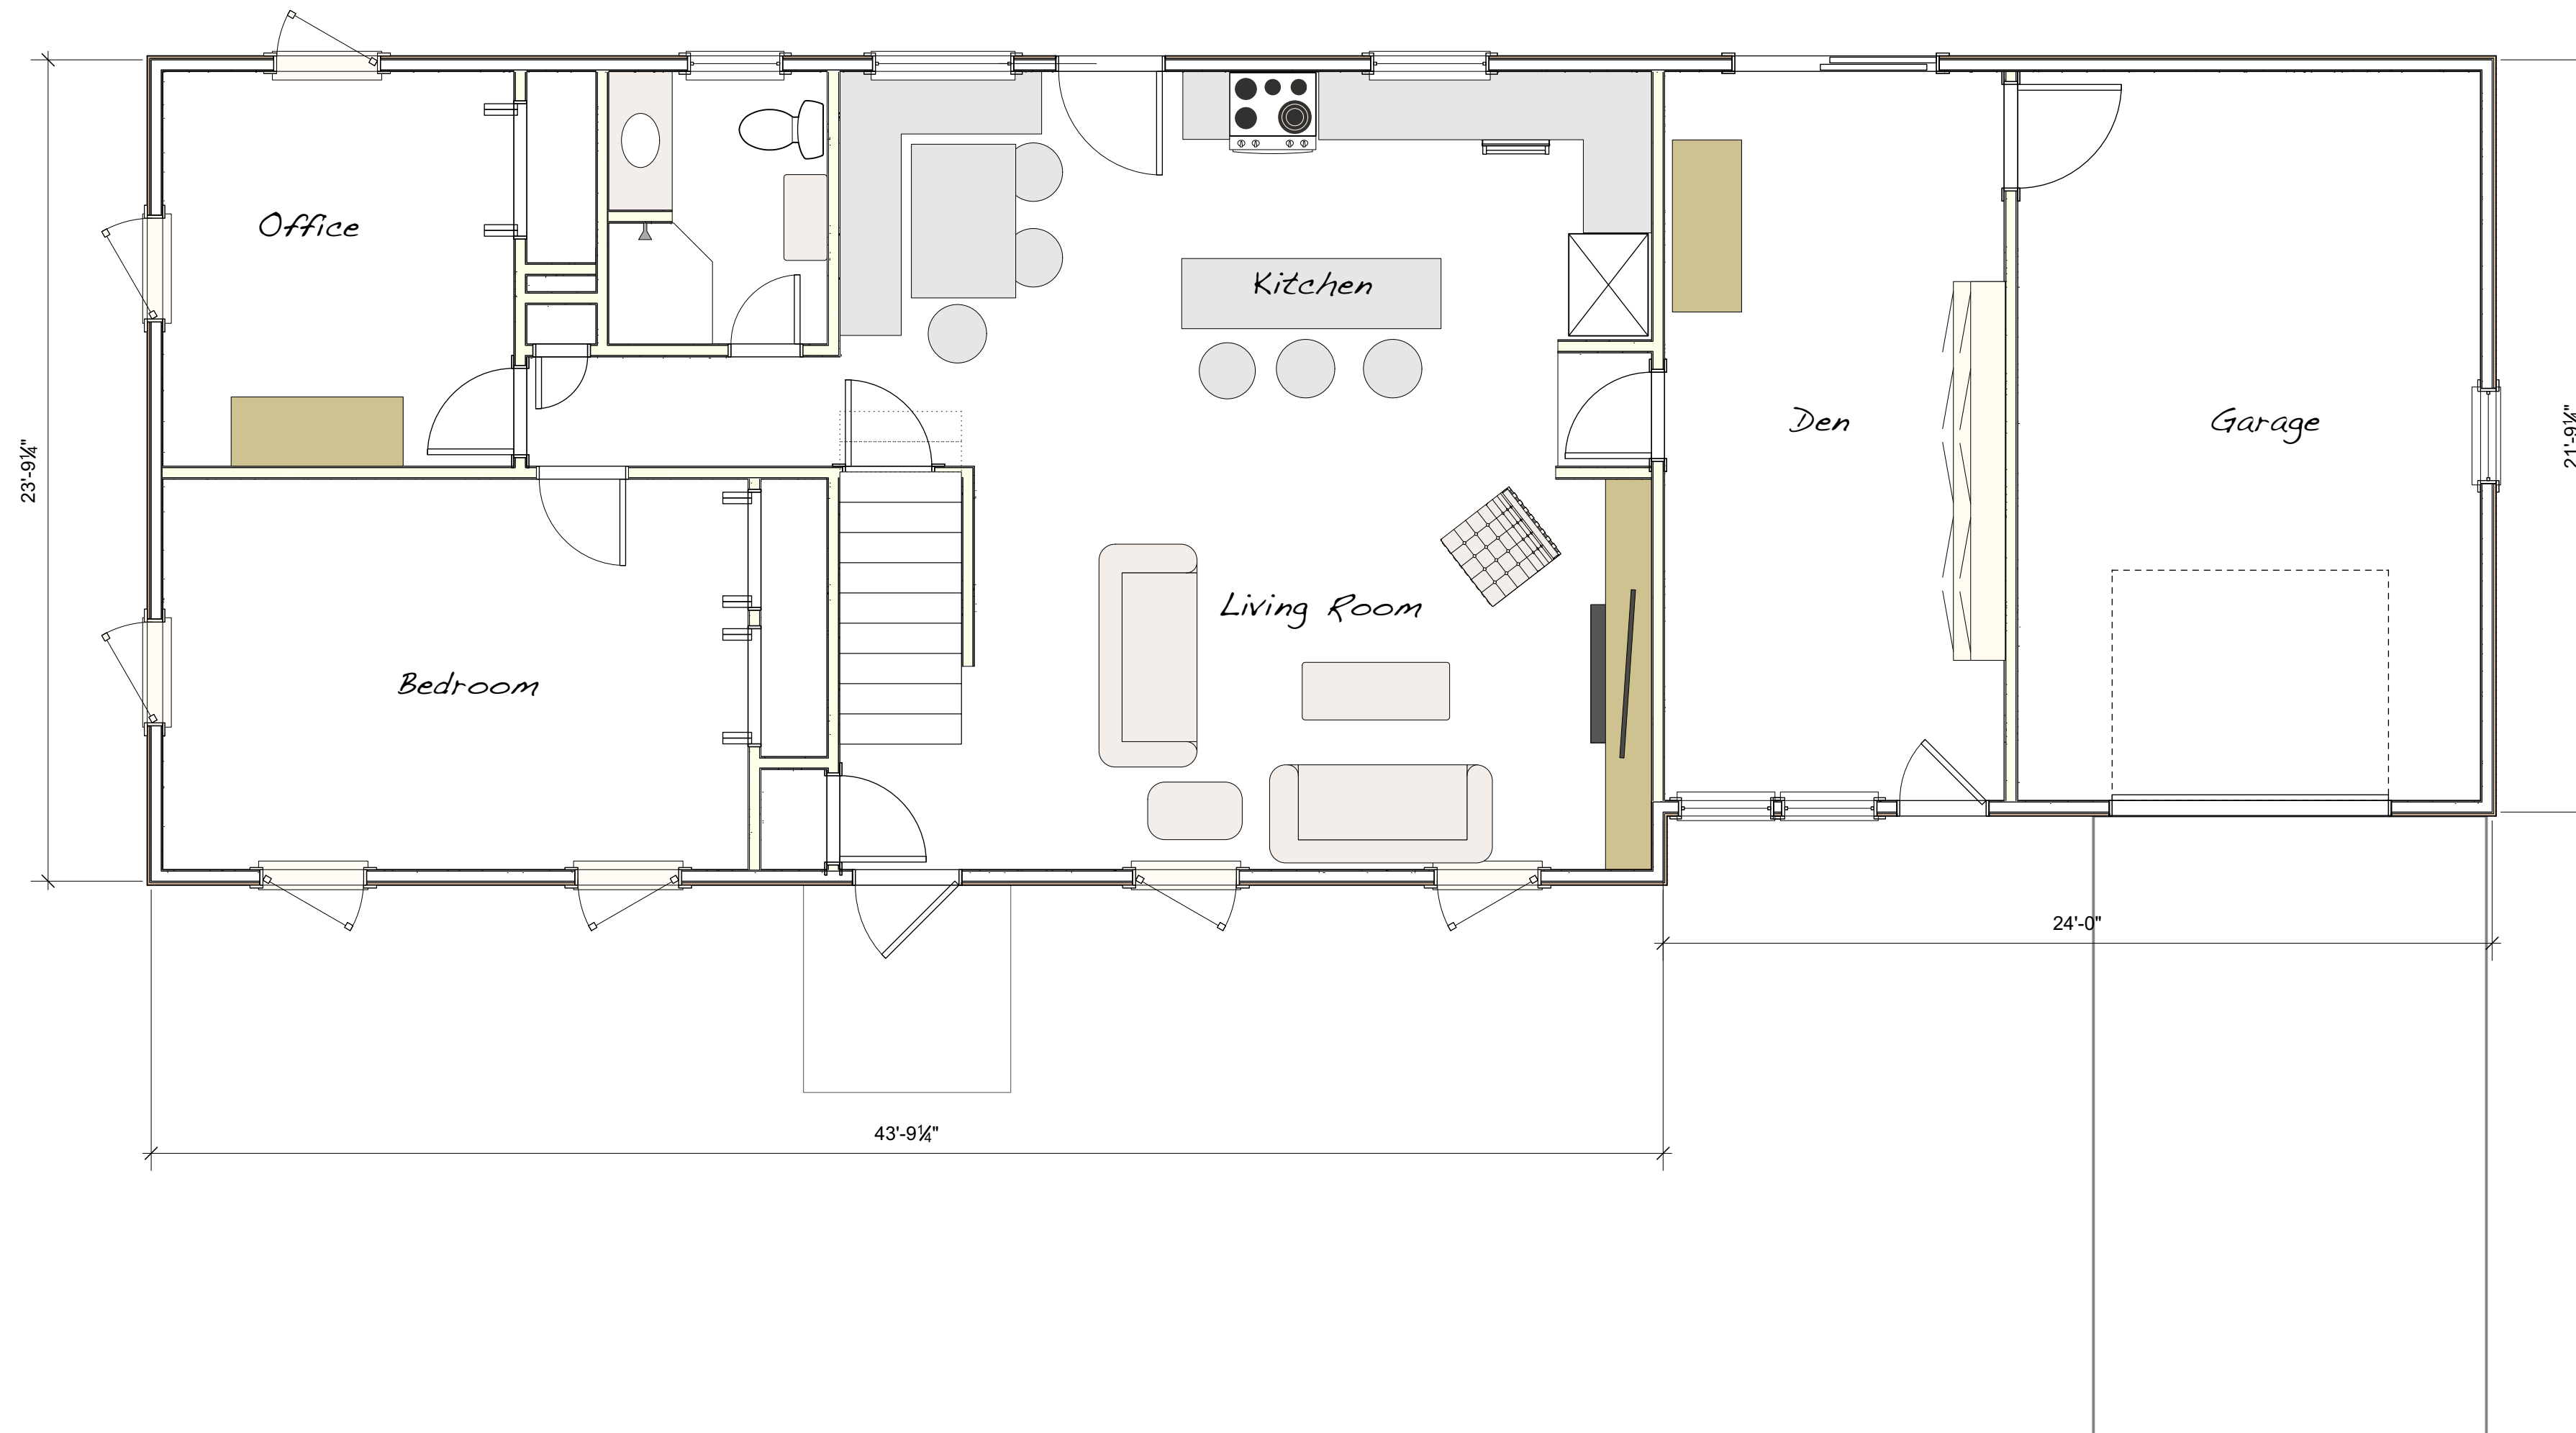 Office
Kitchen
Den
Garage
23'-9¼"
21'-9¼"
Living Room
Bedroom
24'-0"
43'-9¼"